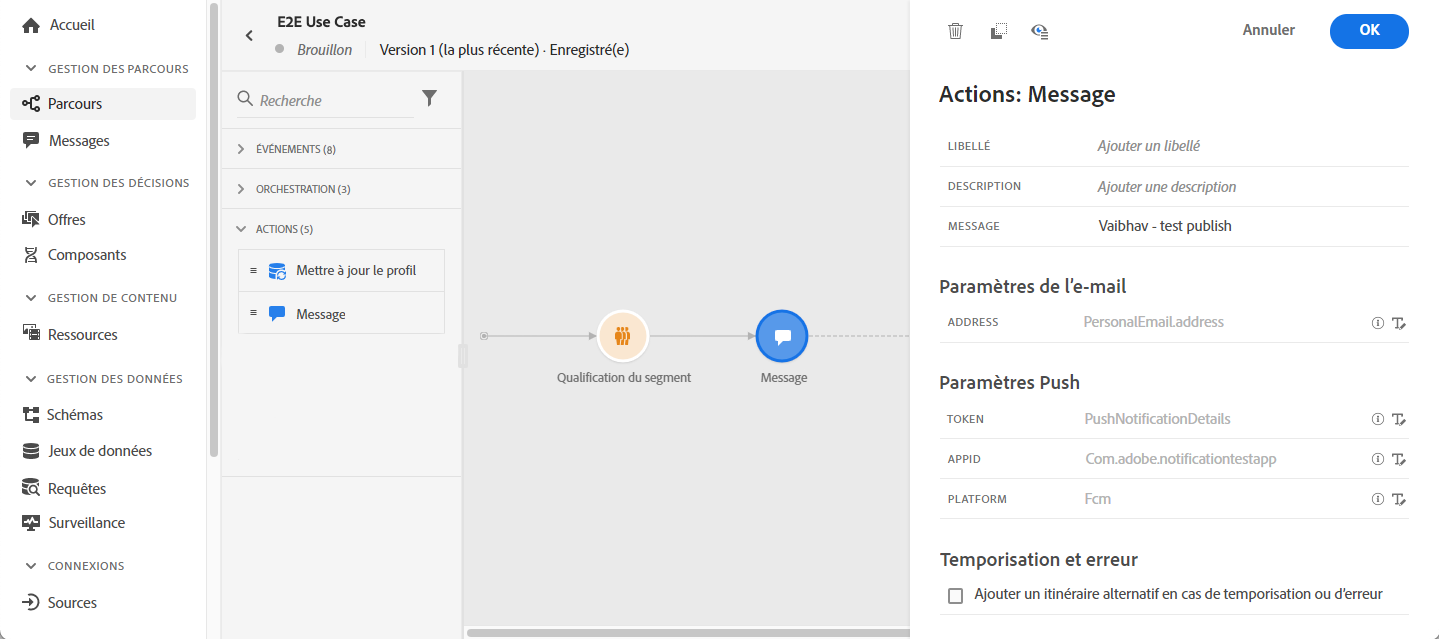 Accueil
GESTION DES PARCOURS
Parcours
Messages
GESTION DES DÉCISIONS
Offres
Composants
GESTION DE CONTENU
Ressources
GESTION DES DONNÉES
Schémas
Jeux de données
Requêtes
Surveillance
CONNEXIONS
Sources
E2E Use Case
Brouillon Version 1 (la plus récente) · Enregistré(e)
Recherche
ÉVÉNEMENTS (8)
ORCHESTRATION (3)
ACTIONS (5)
Mettre à jour le profil
Message
Qualification du segment
Message
Annuler
OK
Actions: Message
LIBELLÉ Ajouter un libellé
DESCRIPTION Ajouter une description
MESSAGE Vaibhav - test publish
Paramètres de l'e-mail
ADDRESS PersonalEmail.address
Paramètres Push
TOKEN PushNotificationDetails
APPID Com.adobe.notificationtestapp
PLATFORM Fcm
Temporisation et erreur
Ajouter un itinéraire alternatif en cas de temporisation ou d'erreur